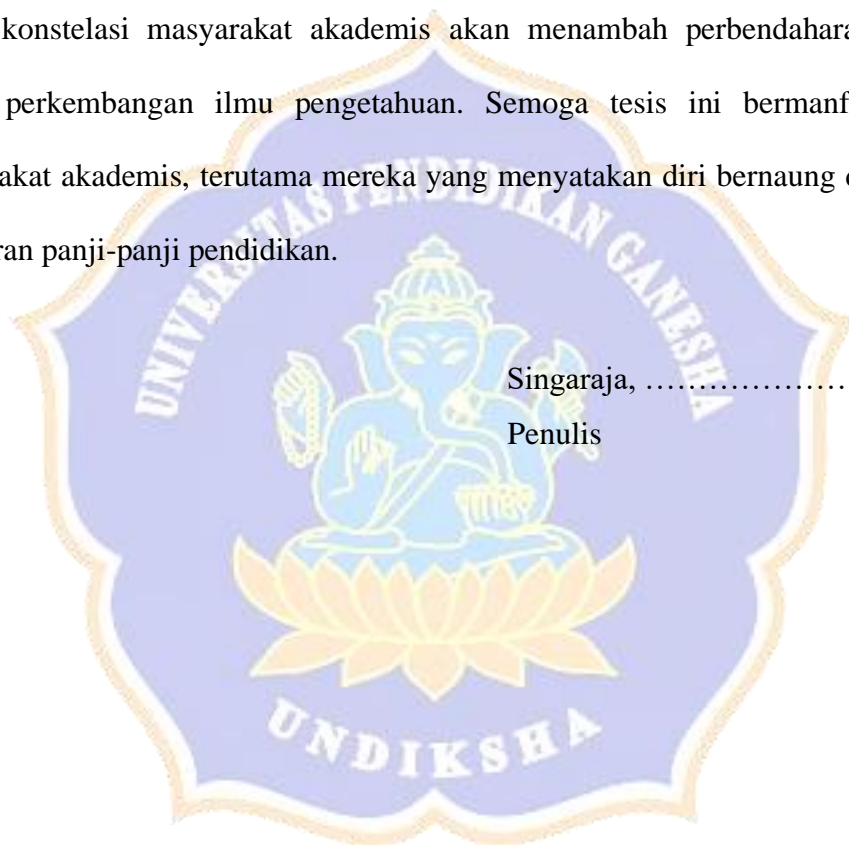 konstelasi masyarakat akademis akan menambah perbendahara
perkembangan ilmu pengetahuan. Semoga tesis ini bermanf
akat akademis, terutama mereka yang menyatakan diri bernaung
ran panji-panji pendidikan.
UNIVERSITAS PENDIDIKAN GANESHA
Singaraja, …………………
Penulis
UNDIKSHA